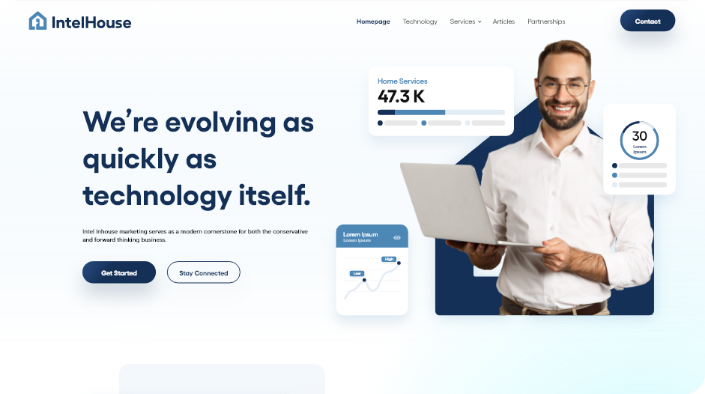 IntelHouse
Homepage
Technology
Services
Articles
Partnerships
Contact
Home Services
47.3 K
We're evolving as
quickly as
technology itself.
30
Lorem
Ipsum
Intel Inhouse marketing serves as a modern cornerstone for both the conservative
and forward thinking business.
Lorem Ipsum
Lorem Ipsum
High
Low
Get Started
Stay Connected